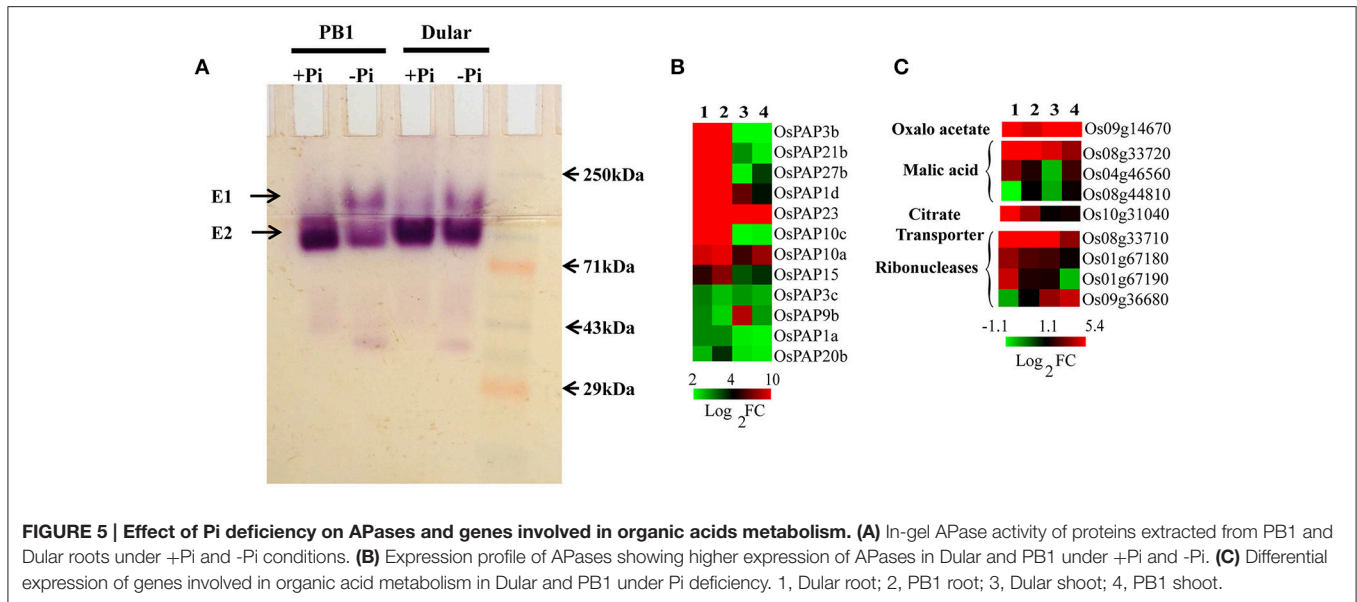 PB1 Dular
A +Pi -Pi +Pi -Pi
E1
E2
250kDa
71kDa
43kDa
29kDa
B
1 2 3 4
OsPAP3b
OsPAP21b
OsPAP27b
OsPAP1d
OsPAP23
OsPAP10c
OsPAP10a
OsPAP15
OsPAP3c
OsPAP9b
OsPAP1a
OsPAP20b
2 4 10
Log 2 FC
C
1 2 3 4
Oxalo acetate Os09g14670
Malic acid Os08g33720
Os04g46560
Os08g44810
Citrate Os10g31040
Transporter Os08g33710
Ribonucleases Os01g67180
Os01g67190
Os09g36680
-1.1 1.1 5.4
Log 2 FC
FIGURE 5 | Effect of Pi deficiency on APases and genes involved in organic acids metabolism. (A) In-gel APase activity of proteins extracted from PB1 and
Dular roots under +Pi and -Pi conditions. (B) Expression profile of APases showing higher expression of APases in Dular and PB1 under +Pi and -Pi. (C) Differential
expression of genes involved in organic acid metabolism in Dular and PB1 under Pi deficiency. 1, Dular root; 2, PB1 root; 3, Dular shoot; 4, PB1 shoot.